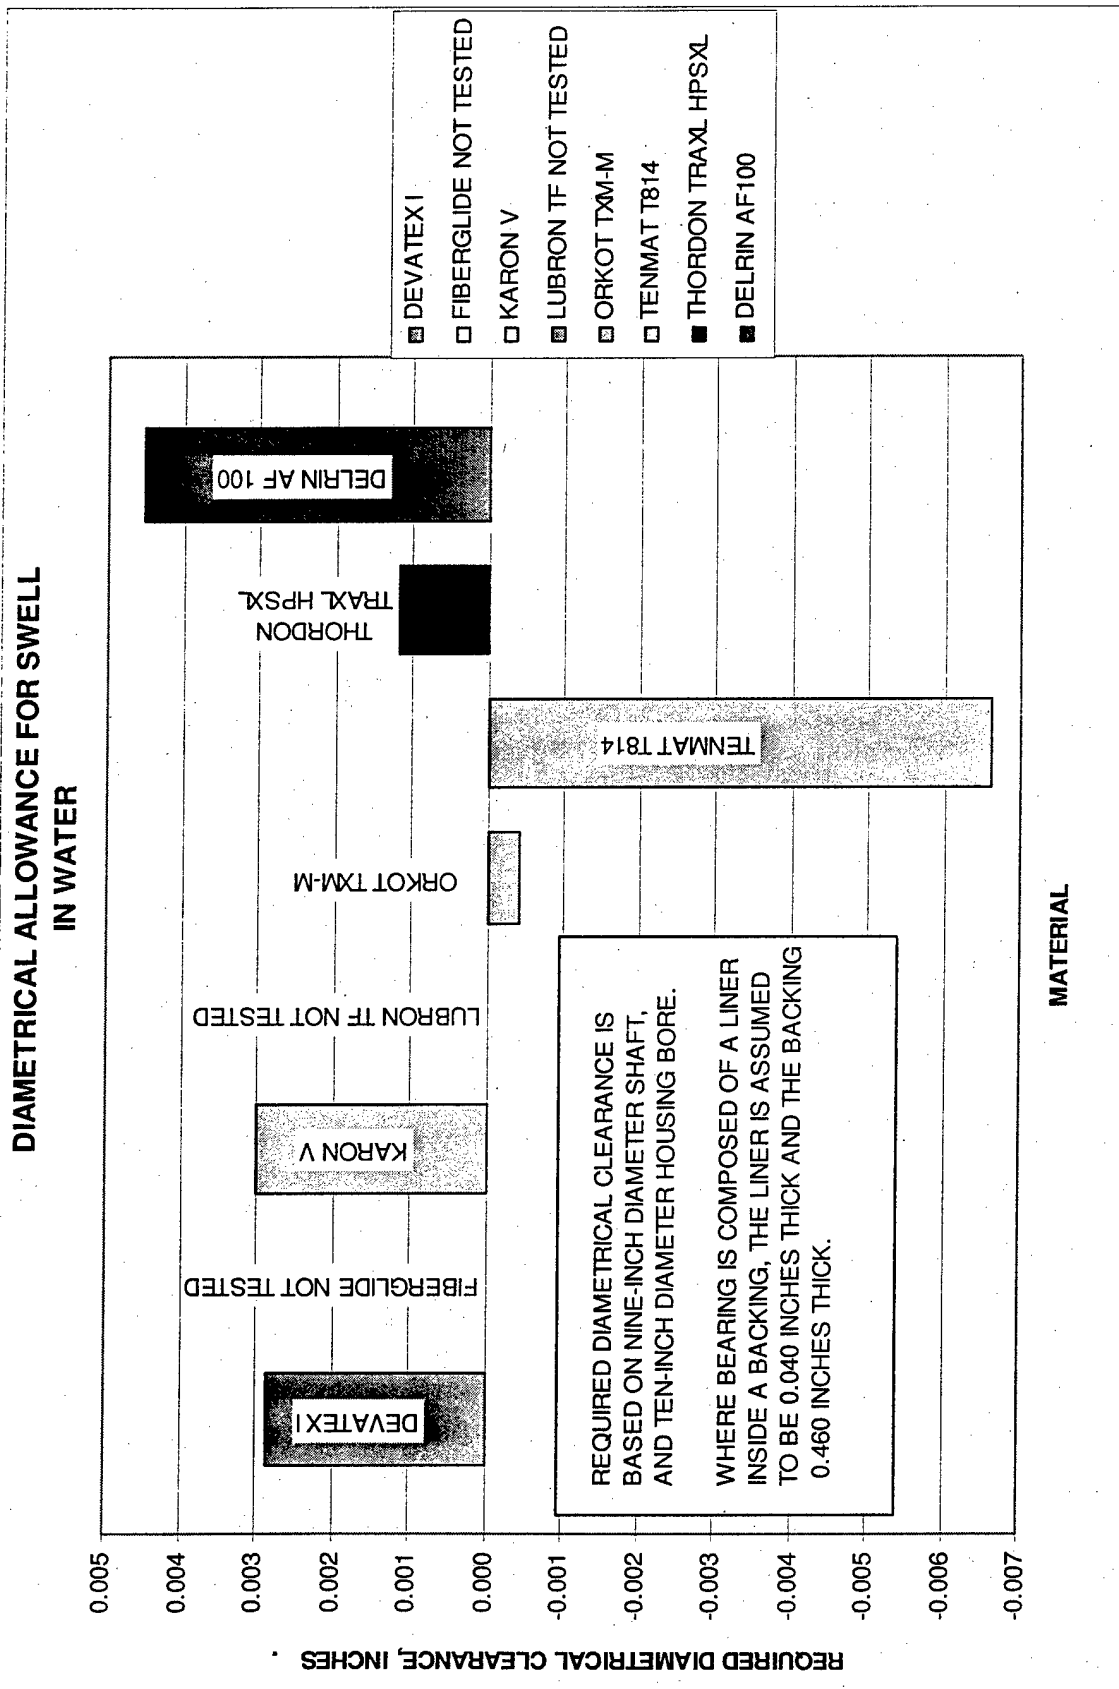 DIAMETRICAL ALLOWANCE FOR SWELL
IN WATER
REQUIRED DIAMETRICAL CLEARANCE, INCHES
0.005
0.004
0.003
0.002
0.001
0.000
-0.001
-0.002
-0.003
-0.004
-0.005
-0.006
-0.007
DEVATEX I
FIBERGLIDE NOT TESTED
KARON V
LUBRON TF NOT TESTED
ORKOT TXM-M
TENMAT T814
THORDON
TRAXL HPSXL
DELRIN AF 100
REQUIRED DIAMETRICAL CLEARANCE IS
BASED ON NINE-INCH DIAMETER SHAFT,
AND TEN-INCH DIAMETER HOUSING BORE.
WHERE BEARING IS COMPOSED OF A LINER
INSIDE A BACKING, THE LINER IS ASSUMED
TO BE 0.040 INCHES THICK AND THE BACKING
0.460 INCHES THICK.
MATERIAL
DEVATEX I
FIBERGLIDE NOT TESTED
KARON V
LUBRON TF NOT TESTED
ORKOT TXM-M
TENMAT T814
THORDON TRAXL HPSXL
DELRIN AF100